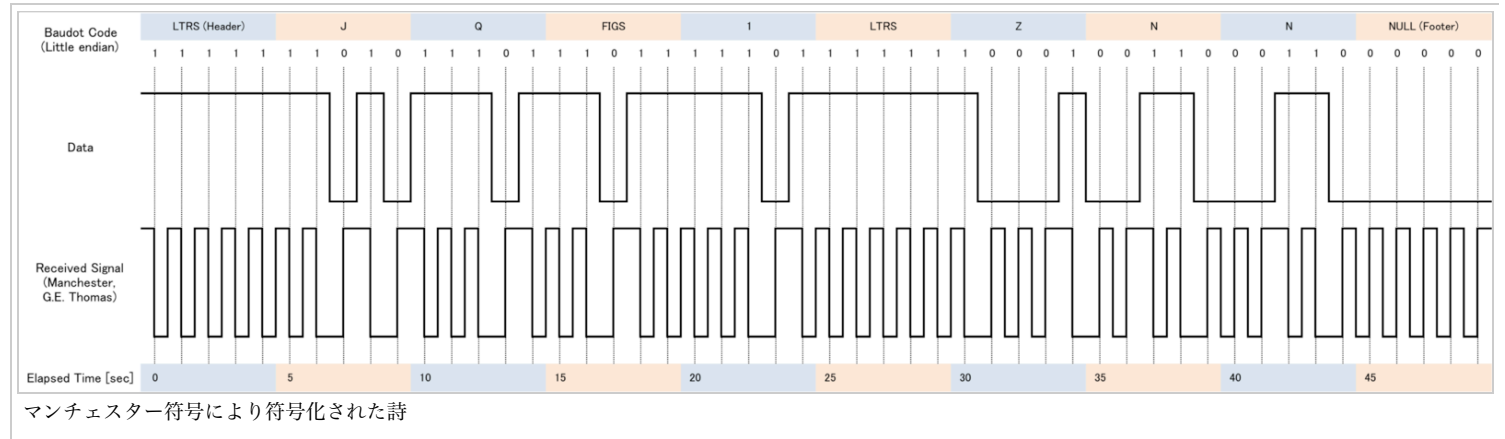 Baudot Code
(Little endian)
LTRS (Header) J Q FIGS 1 LTRS Z N N NULL (Footer)
1 1 1 1 1 1 1 0 1 0 1 1 1 0 1 1 1 0 1 1 1 1 1 0 1 1 1 1 1 1 1 0 0 0 1 0 0 1 1 0 0 0 1 1 0 0 0 0 0 0
Data
Received Signal
(Manchester,
G.E. Thomas)
Elapsed Time [sec] 0 5 10 15 20 25 30 35 40 45
マンチェスター符号により符号化された詩